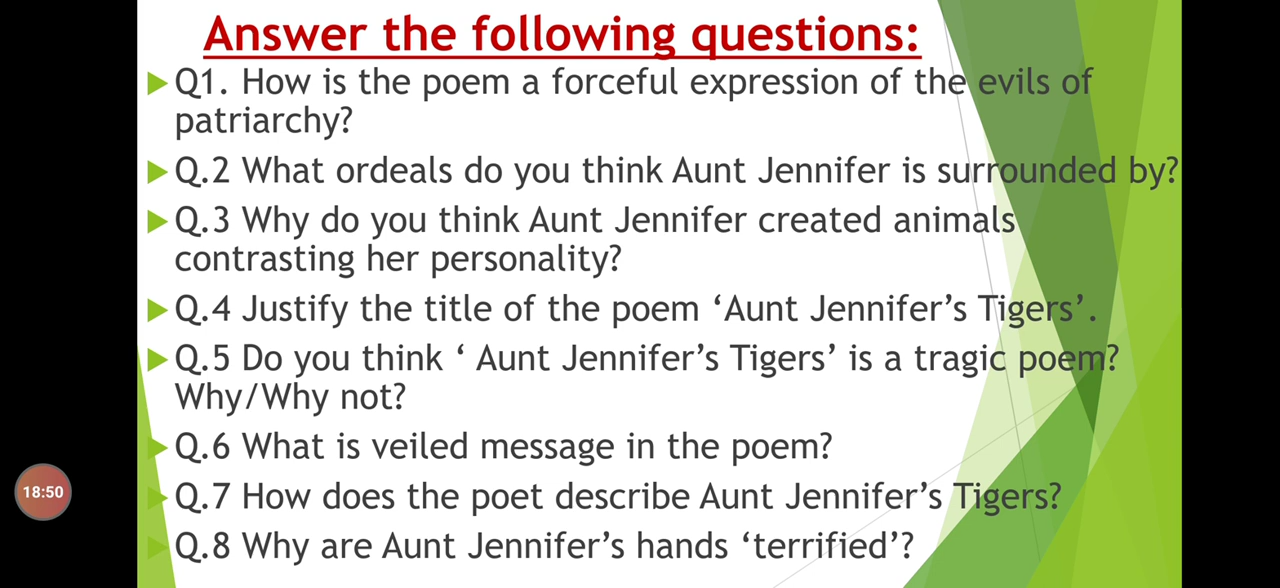 Answer the following questions:
Q1. How is the poem a forceful expression of the evils of
patriarchy?
Q.2 What ordeals do you think Aunt Jennifer is surrounded by?
Q.3 Why do you think Aunt Jennifer created animals
contrasting her personality?
Q.4 Justify the title of the poem ‘Aunt Jennifer’s Tigers’.
Q.5 Do you think ‘ Aunt Jennifer’s Tigers’ is a tragic poem?
Why/Why not?
Q.6 What is veiled message in the poem?
Q.7 How does the poet describe Aunt Jennifer’s Tigers?
Q.8 Why are Aunt Jennifer’s hands ‘terrified’?
18:50